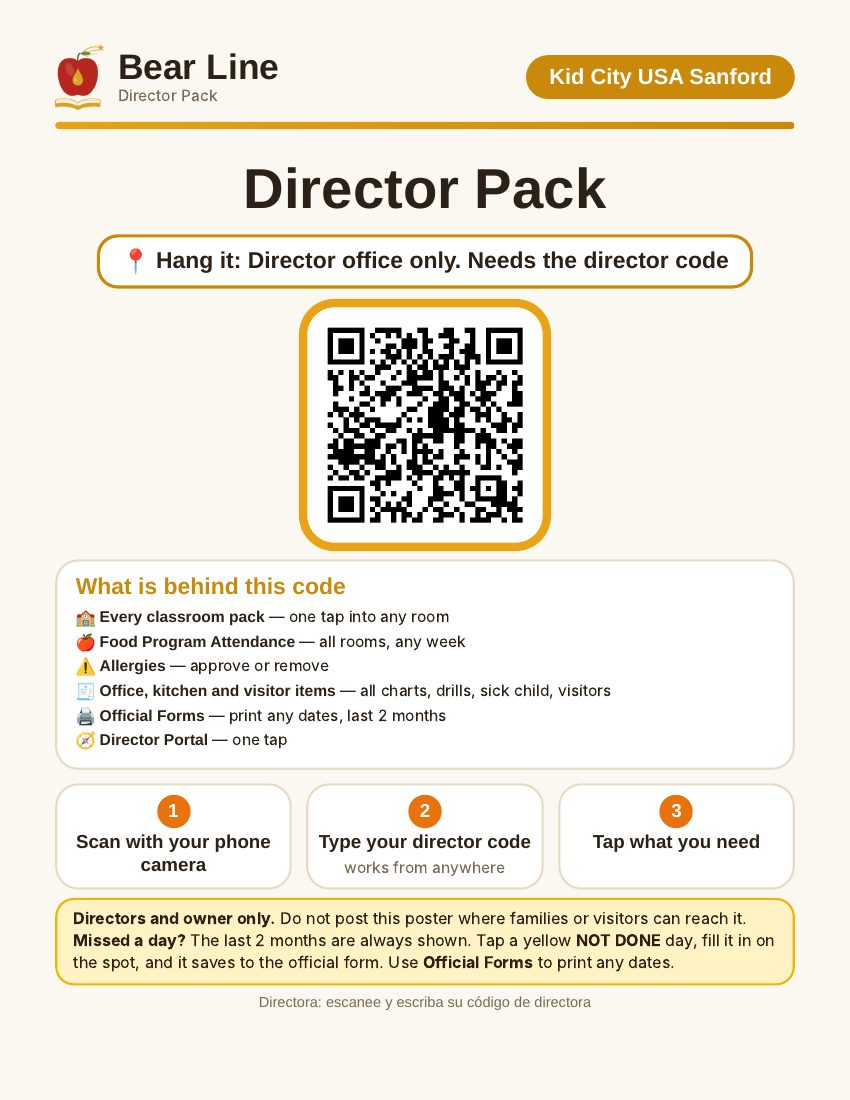 Bear Line
Director Pack
Kid City USA Sanford
Director Pack
📍 Hang it: Director office only. Needs the director code
What is behind this code
🏫 Every classroom pack — one tap into any room
🍎 Food Program Attendance — all rooms, any week
⚠️ Allergies — approve or remove
🧾 Office, kitchen and visitor items — all charts, drills, sick child, visitors
🖨️ Official Forms — print any dates, last 2 months
🧭 Director Portal — one tap
1
Scan with your phone
camera
2
Type your director code
works from anywhere
3
Tap what you need
Directors and owner only. Do not post this poster where families or visitors can reach it.
Missed a day? The last 2 months are always shown. Tap a yellow NOT DONE day, fill it in on
the spot, and it saves to the official form. Use Official Forms to print any dates.
Directora: escanee y escriba su código de directora